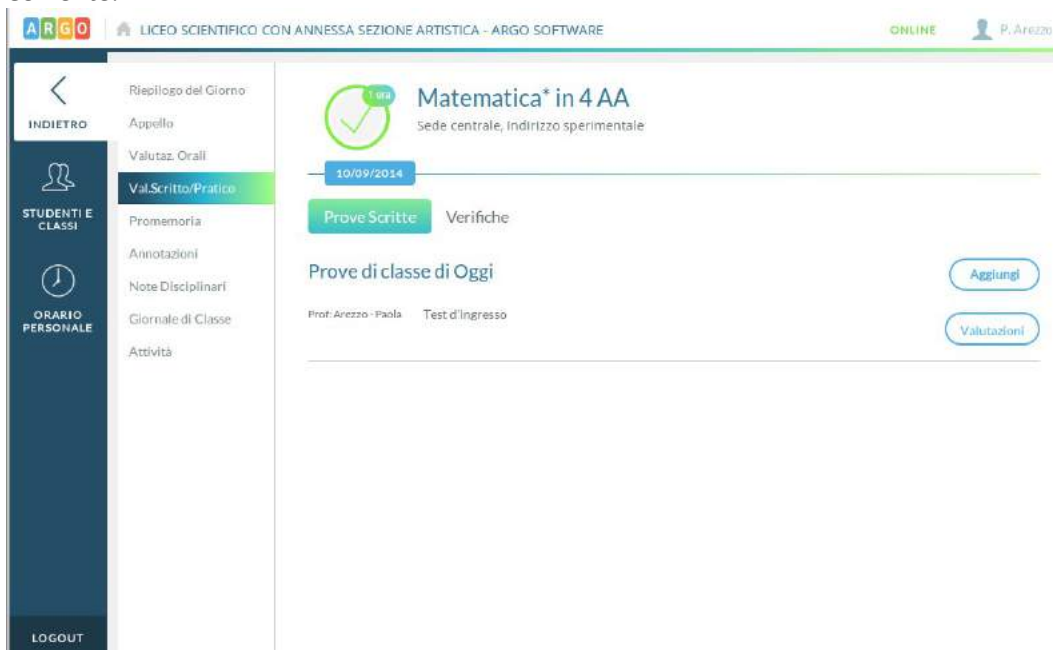 ARGO LICEO SCIENTIFICO CON ANNESSA SEZIONE ARTISTICA - ARGO SOFTWARE ONLINE P. Arezzo
INDIETRO
STUDENTI E
CLASSI
ORARIO
PERSONALE
LOGOUT
Riepilogo del Giorno
Appello
Valutaz. Orali
Val.Scritto/Pratico
Promemoria
Annotazioni
Note Disciplinari
Giornale di Classe
Attività
1 ora
Matematica* in 4 AA
Sede centrale, indirizzo sperimentale
10/09/2014
Prove Scritte Verifiche
Prove di classe di Oggi Aggiungi
Prof: Arezzo - Paola Test d'ingresso Valutazioni